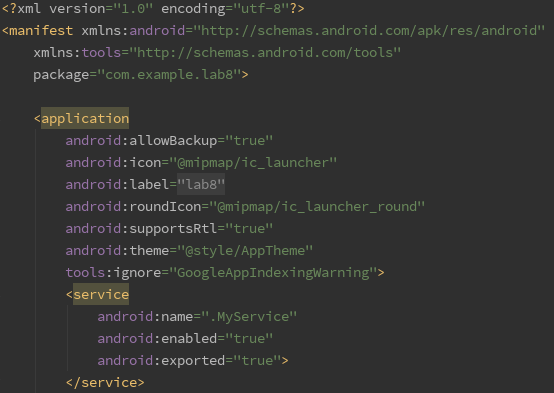 <?xml version="1.0" encoding="utf-8"?>
<manifest xmlns:android="http://schemas.android.com/apk/res/android"
    xmlns:tools="http://schemas.android.com/tools"
    package="com.example.lab8">

    <application
        android:allowBackup="true"
        android:icon="@mipmap/ic_launcher"
        android:label="lab8"
        android:roundIcon="@mipmap/ic_launcher_round"
        android:supportsRtl="true"
        android:theme="@style/AppTheme"
        tools:ignore="GoogleAppIndexingWarning">
        <service
            android:name=".MyService"
            android:enabled="true"
            android:exported="true">
        </service>